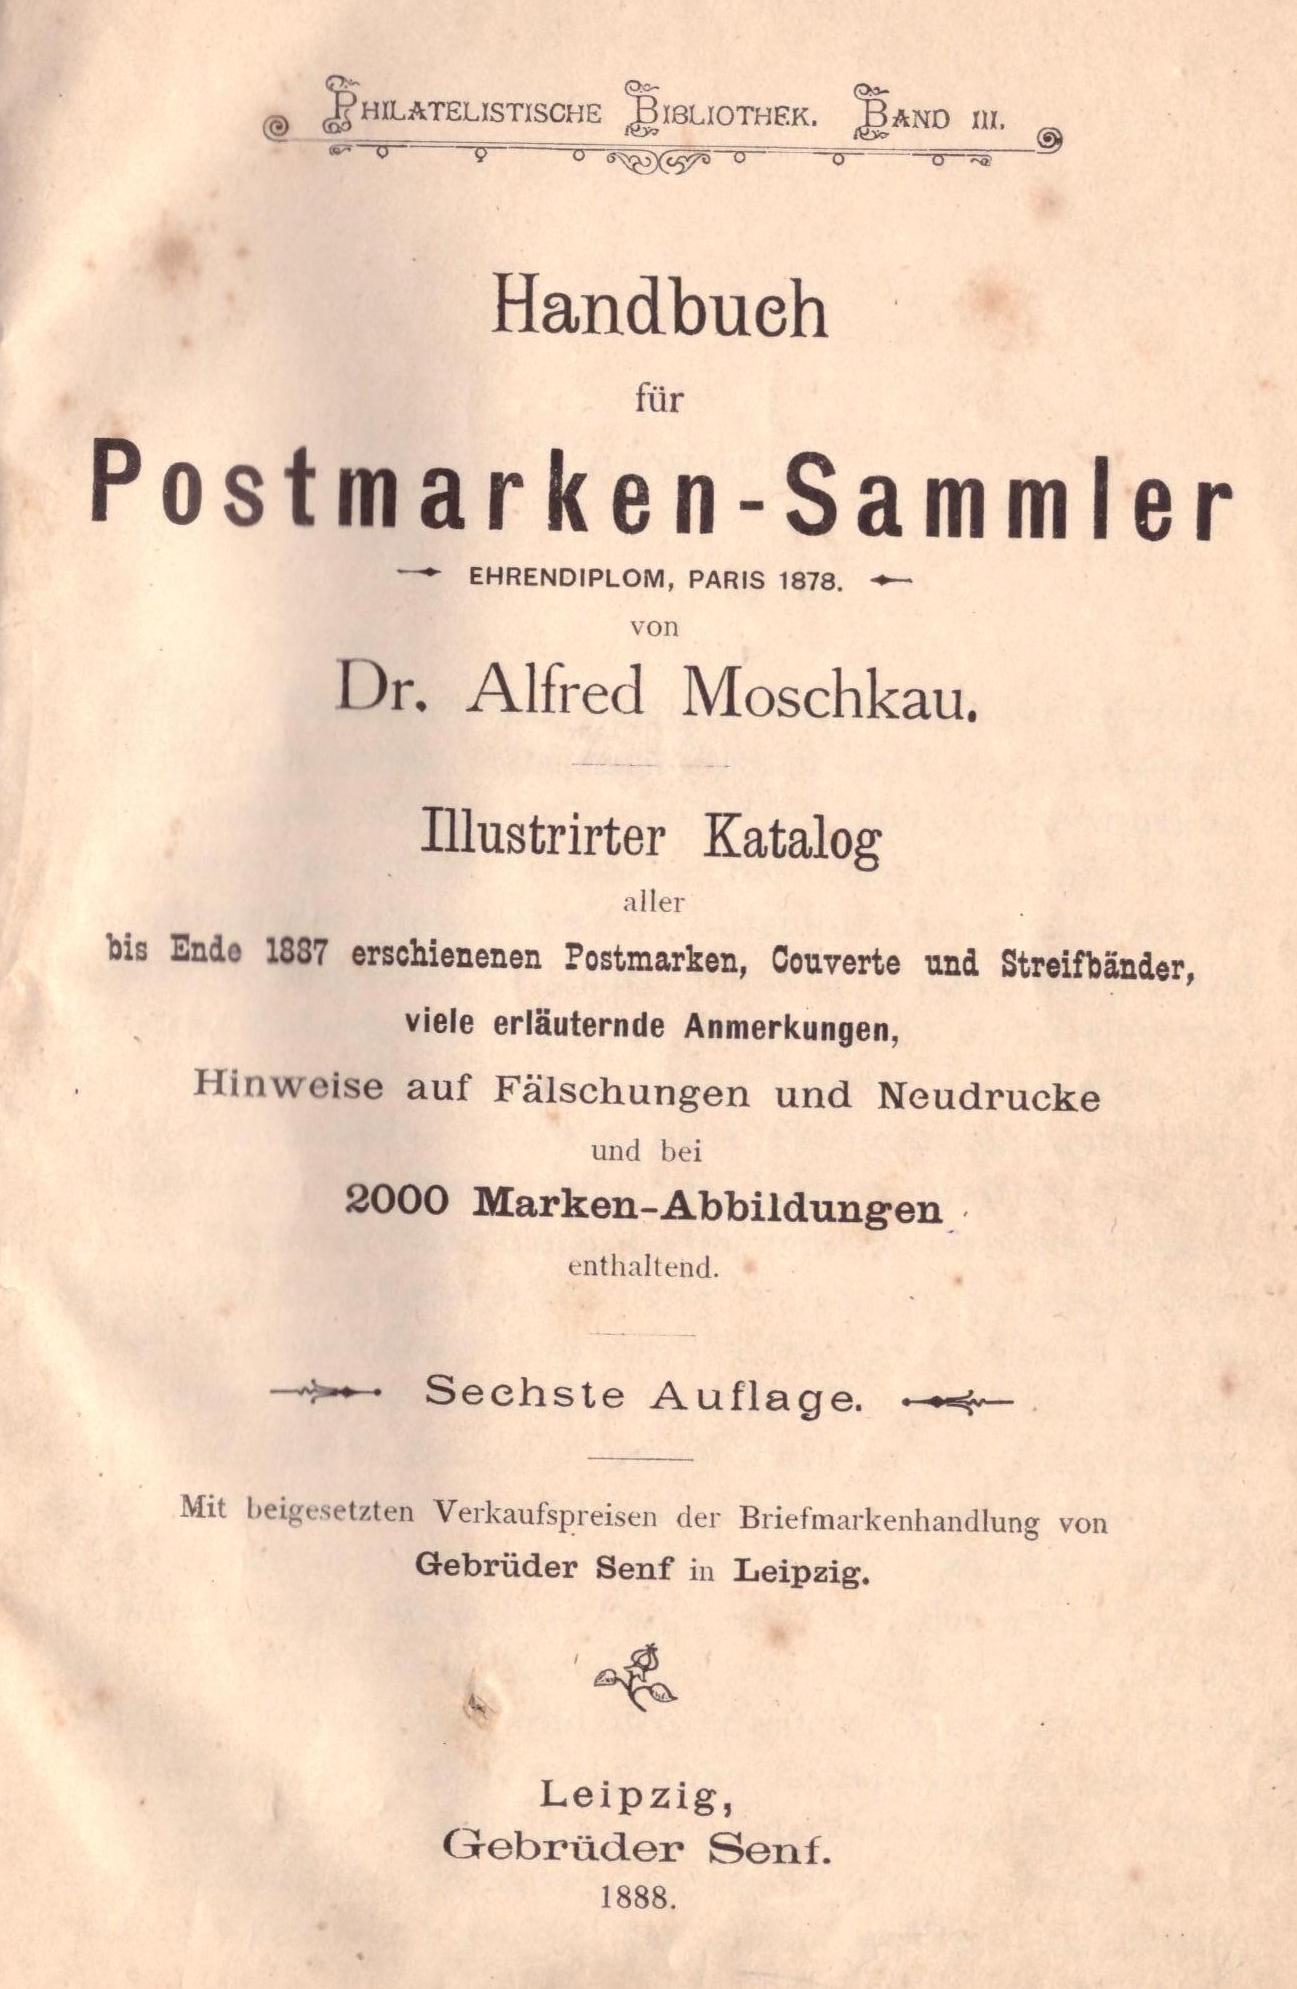 PHILATELISTISCHE BIBLIOTHEK. BAND III.
Handbuch
für
Postmarken-Sammler
EHRENDIPLOM, PARIS 1878.
von
Dr. Alfred Moschkau.
Illustrirter Katalog
aller
bis Ende 1887 erschienenen Postmarken, Couverte und Streifbänder,
viele erläuternde Anmerkungen,
Hinweise auf Fälschungen und Neudrucke
und bei
2000 Marken-Abbildungen
enthaltend.
Sechste Auflage.
Mit beigesetzten Verkaufspreisen der Briefmarkenhandlung von
Gebrüder Senf in Leipzig.
Leipzig,
Gebrüder Senf.
1888.